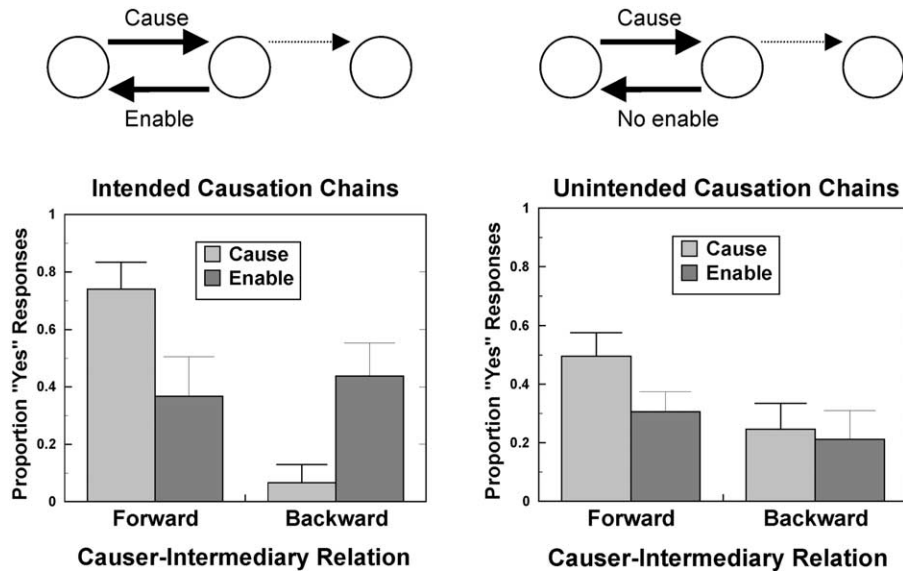 Cause
Enable
Intended Causation Chains
Proportion "Yes" Responses
1
0.8
0.6
0.4
0.2
0
Cause
Enable
Forward
Backward
Causer-Intermediary Relation
Cause
No enable
Unintended Causation Chains
Proportion "Yes" Responses
1
0.8
0.6
0.4
0.2
0
Cause
Enable
Forward
Backward
Causer-Intermediary Relation